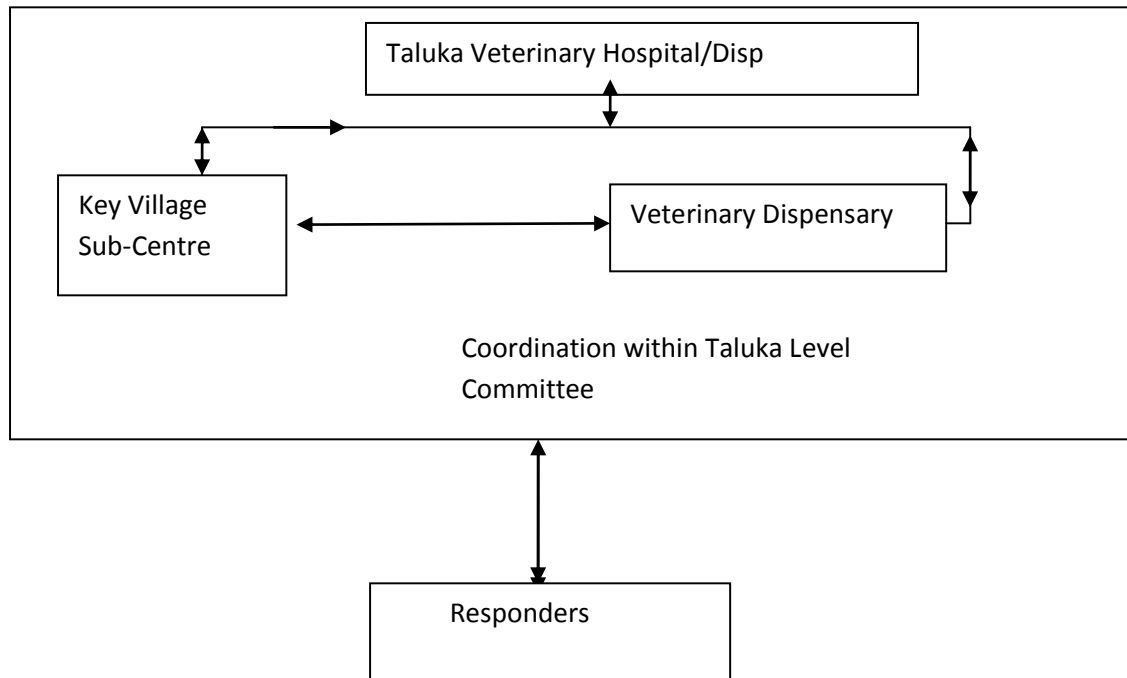 Taluka Veterinary Hospital/Disp
Key Village
Sub-Centre
Veterinary Dispensary
Coordination within Taluka Level
Committee
Responders